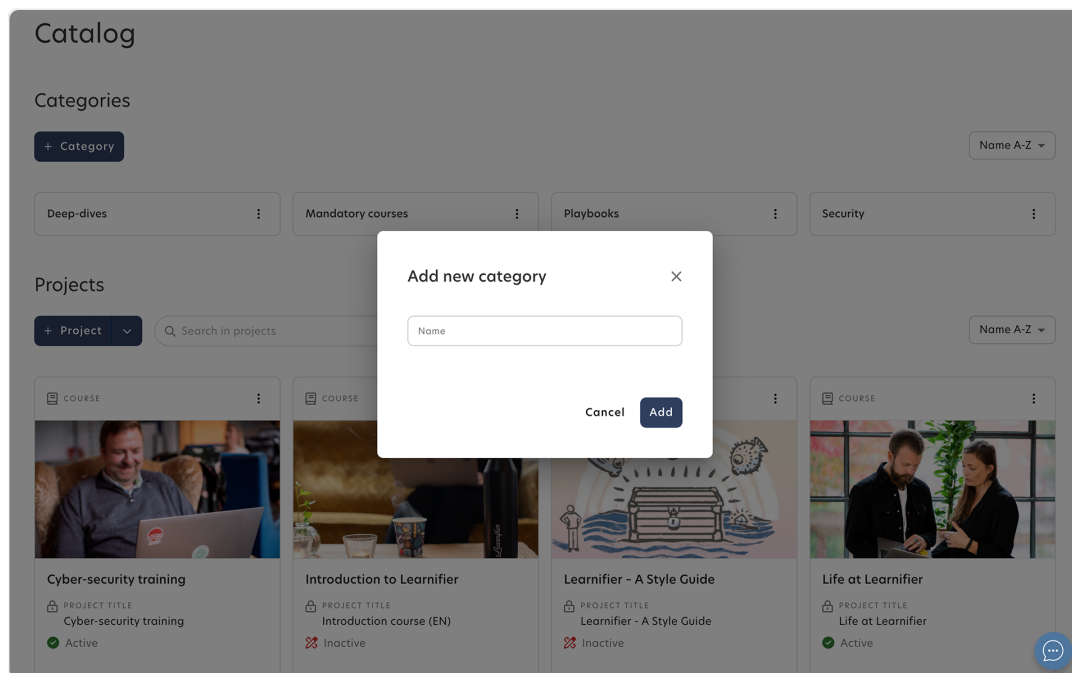 Catalog
Categories
+ Category
Name A-Z
Deep-dives
Mandatory courses
Playbooks
Security
Add new category
Name
Cancel
Add
Projects
+ Project
Search in projects
Name A-Z
COURSE
COURSE
COURSE
Learnifier
Cyber-security training
PROJECT TITLE
Cyber-security training
Active
Introduction to Learnifier
PROJECT TITLE
Introduction course (EN)
Inactive
Learnifier – A Style Guide
PROJECT TITLE
Learnifier - A Style Guide
Inactive
Life at Learnifier
PROJECT TITLE
Life at Learnifier
Active